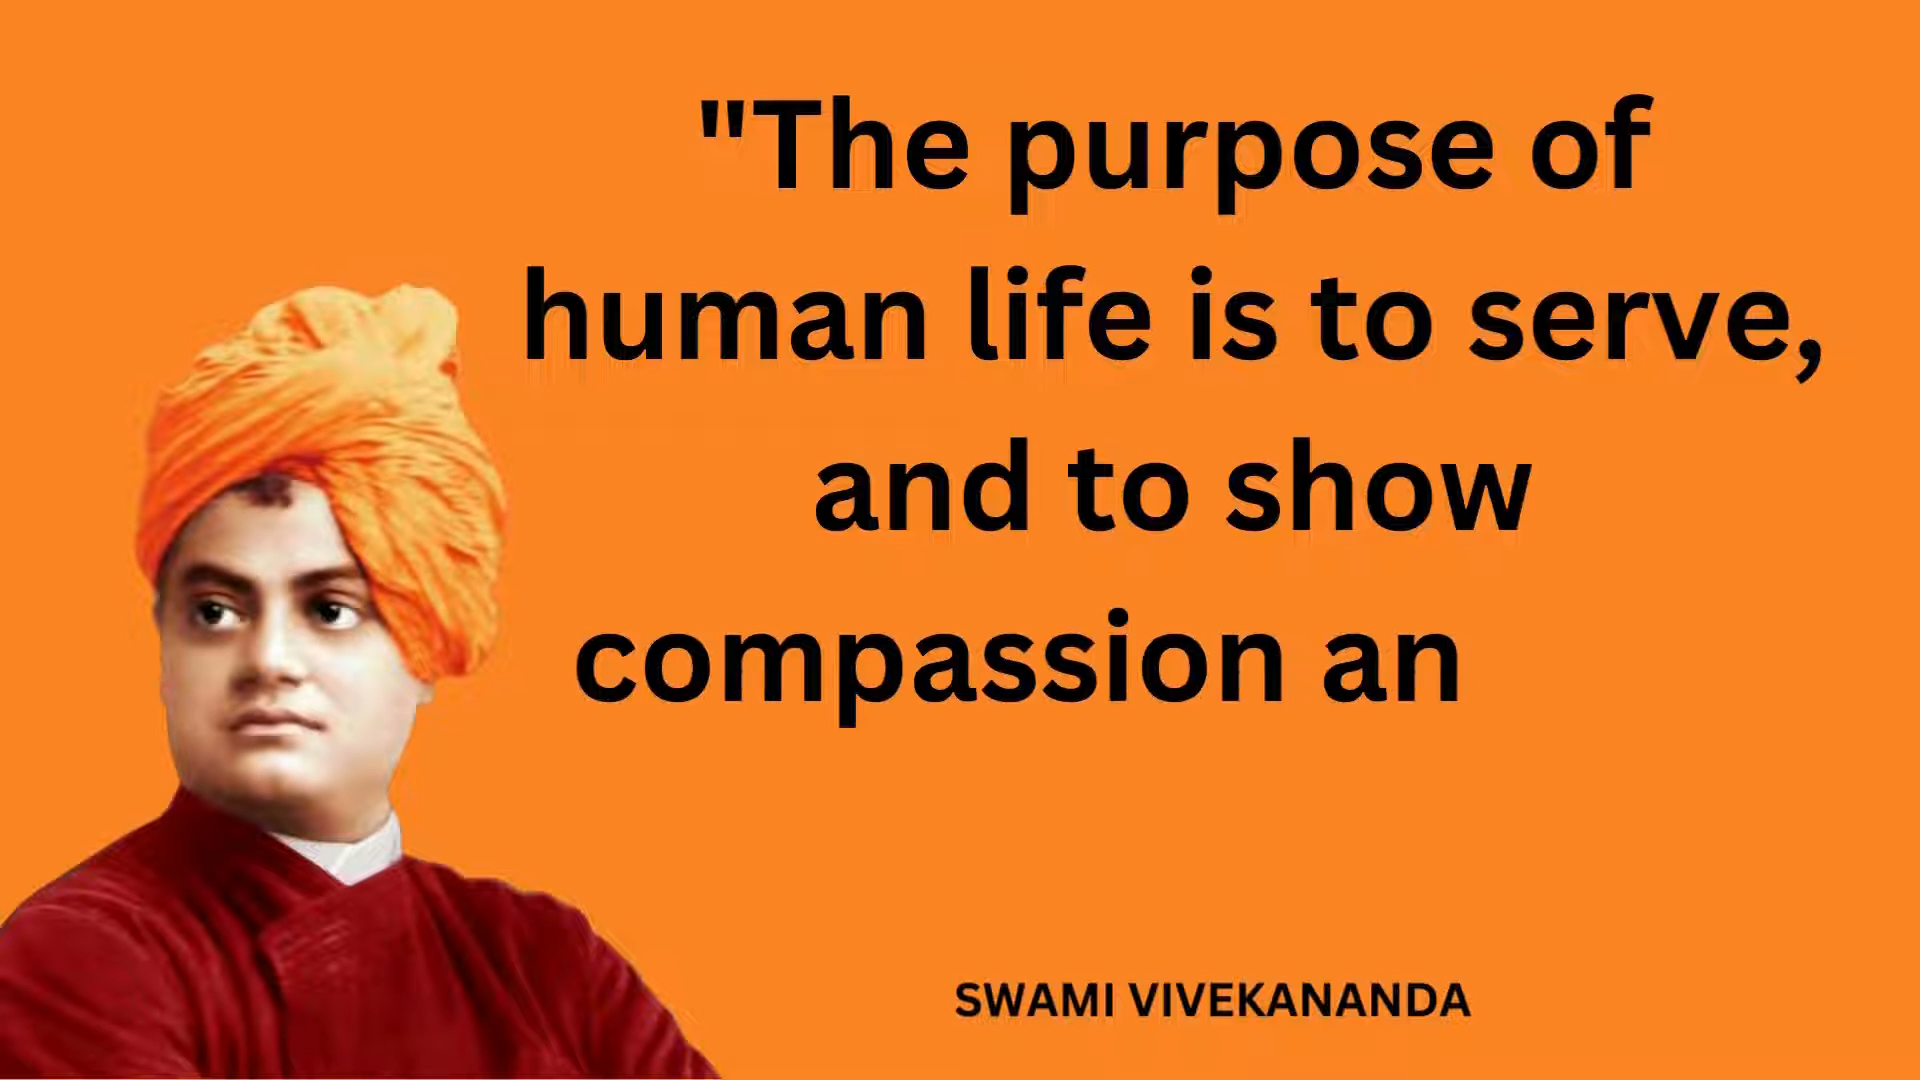 "The purpose of
human life is to serve,
and to show
compassion an
SWAMI VIVEKANANDA